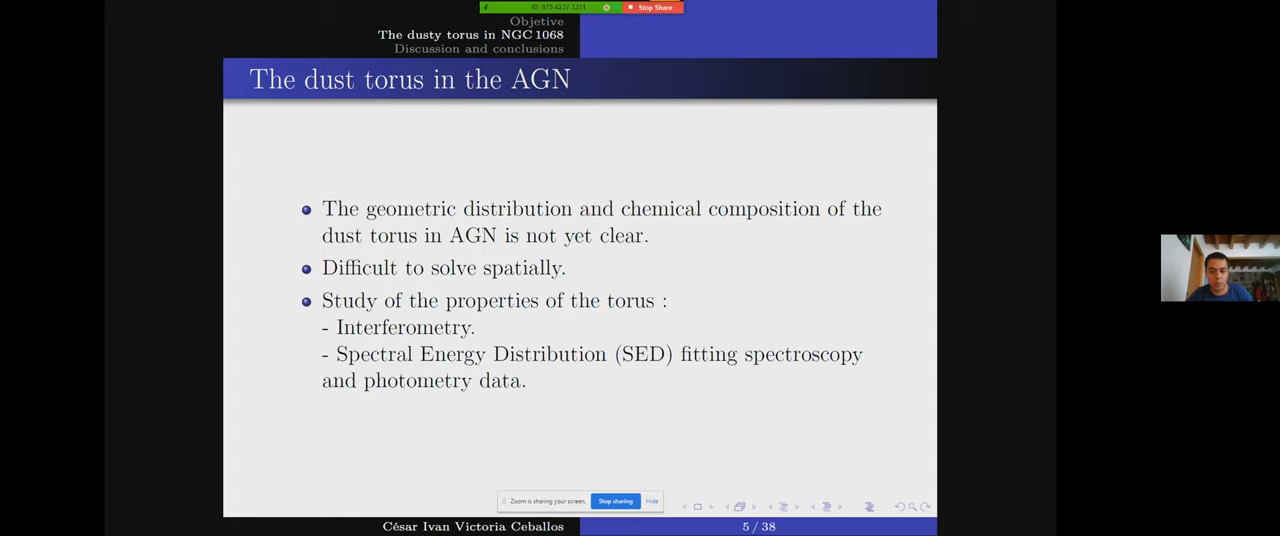 Stop Share
Objetive
The dusty torus in NGC 1068
Discussion and conclusions
The dust torus in the AGN
The geometric distribution and chemical composition of the
dust torus in AGN is not yet clear.
Difficult to solve spatially.
Study of the properties of the torus :
- Interferometry.
- Spectral Energy Distribution (SED) fitting spectroscopy
and photometry data.
Zoom is sharing your screen. Stop sharing Hide
César Ivan Victoria Ceballos 5 / 38